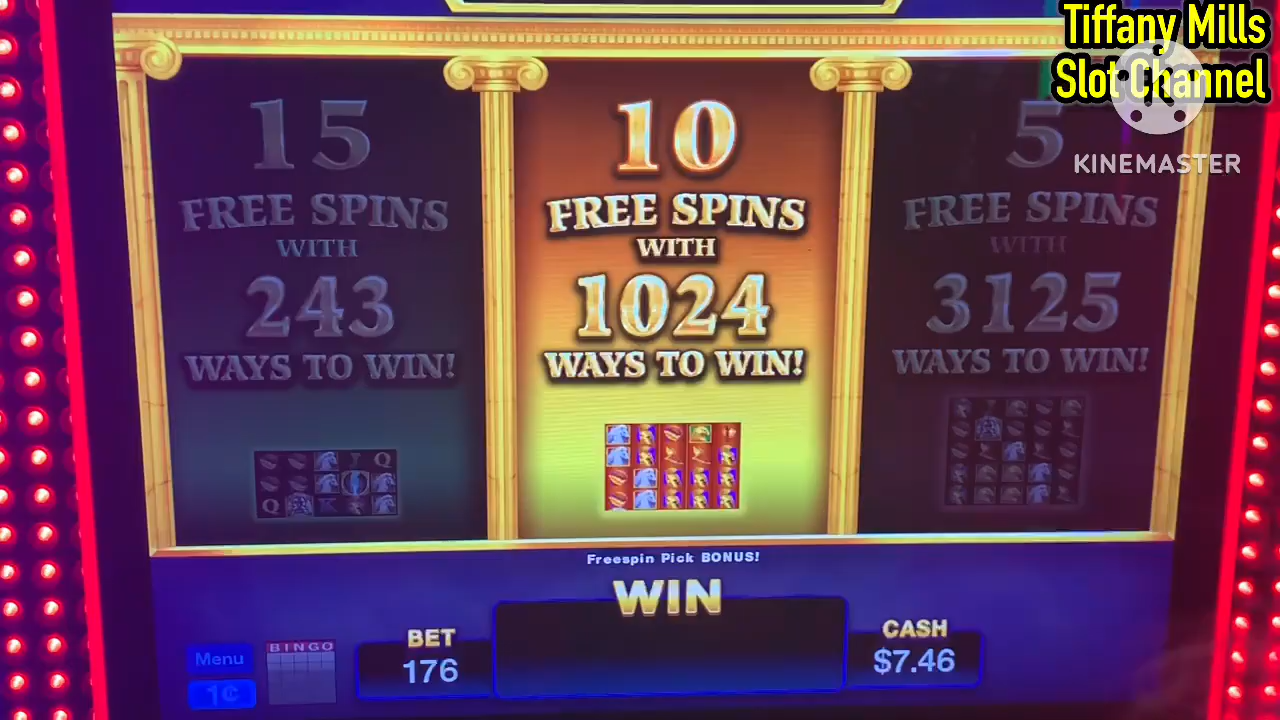 Tiffany Mills
Slot Channel
KINEMASTER
15
FREE SPINS
WITH
243
WAYS TO WIN!
10
FREE SPINS
WITH
1024
WAYS TO WIN!
5
FREE SPINS
WITH
3125
WAYS TO WIN!
Freespin Pick BONUS!
WIN
Menu
1¢
BINGO
BET
176
CASH
$7.46